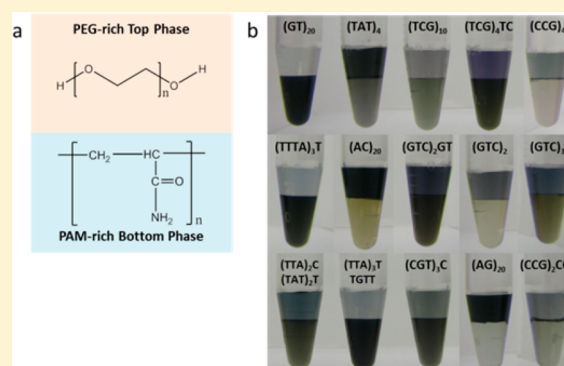 a
PEG-rich Top Phase
H
O
n
O
H
CH₂
HC
C=O
NH₂
n
PAM-rich Bottom Phase
b
(GT)₂₀
(TAT)₄
(TCG)₁₀
(TCG)₄TC
(TTTA)₃T
(AC)₂₀
(GTC)₂GT
(GTC)₂
(TTA)₂C
(TAT)₂T
(TTA)₃T
TGTT
(CGT)₃C
(AG)₂₀